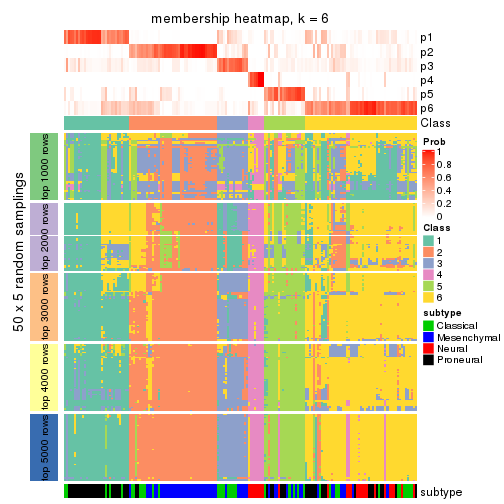 membership heatmap, k = 6
p1
p2
p3
p4
p5
p6
Class
50 x 5 random samplings
top 1000 rows
top 2000 rows
top 3000 rows
top 4000 rows
top 5000 rows
Prob
1
0.8
0.6
0.4
0.2
0
Class
1
2
3
4
5
6
subtype
Classical
Mesenchymal
Neural
Proneural
subtype